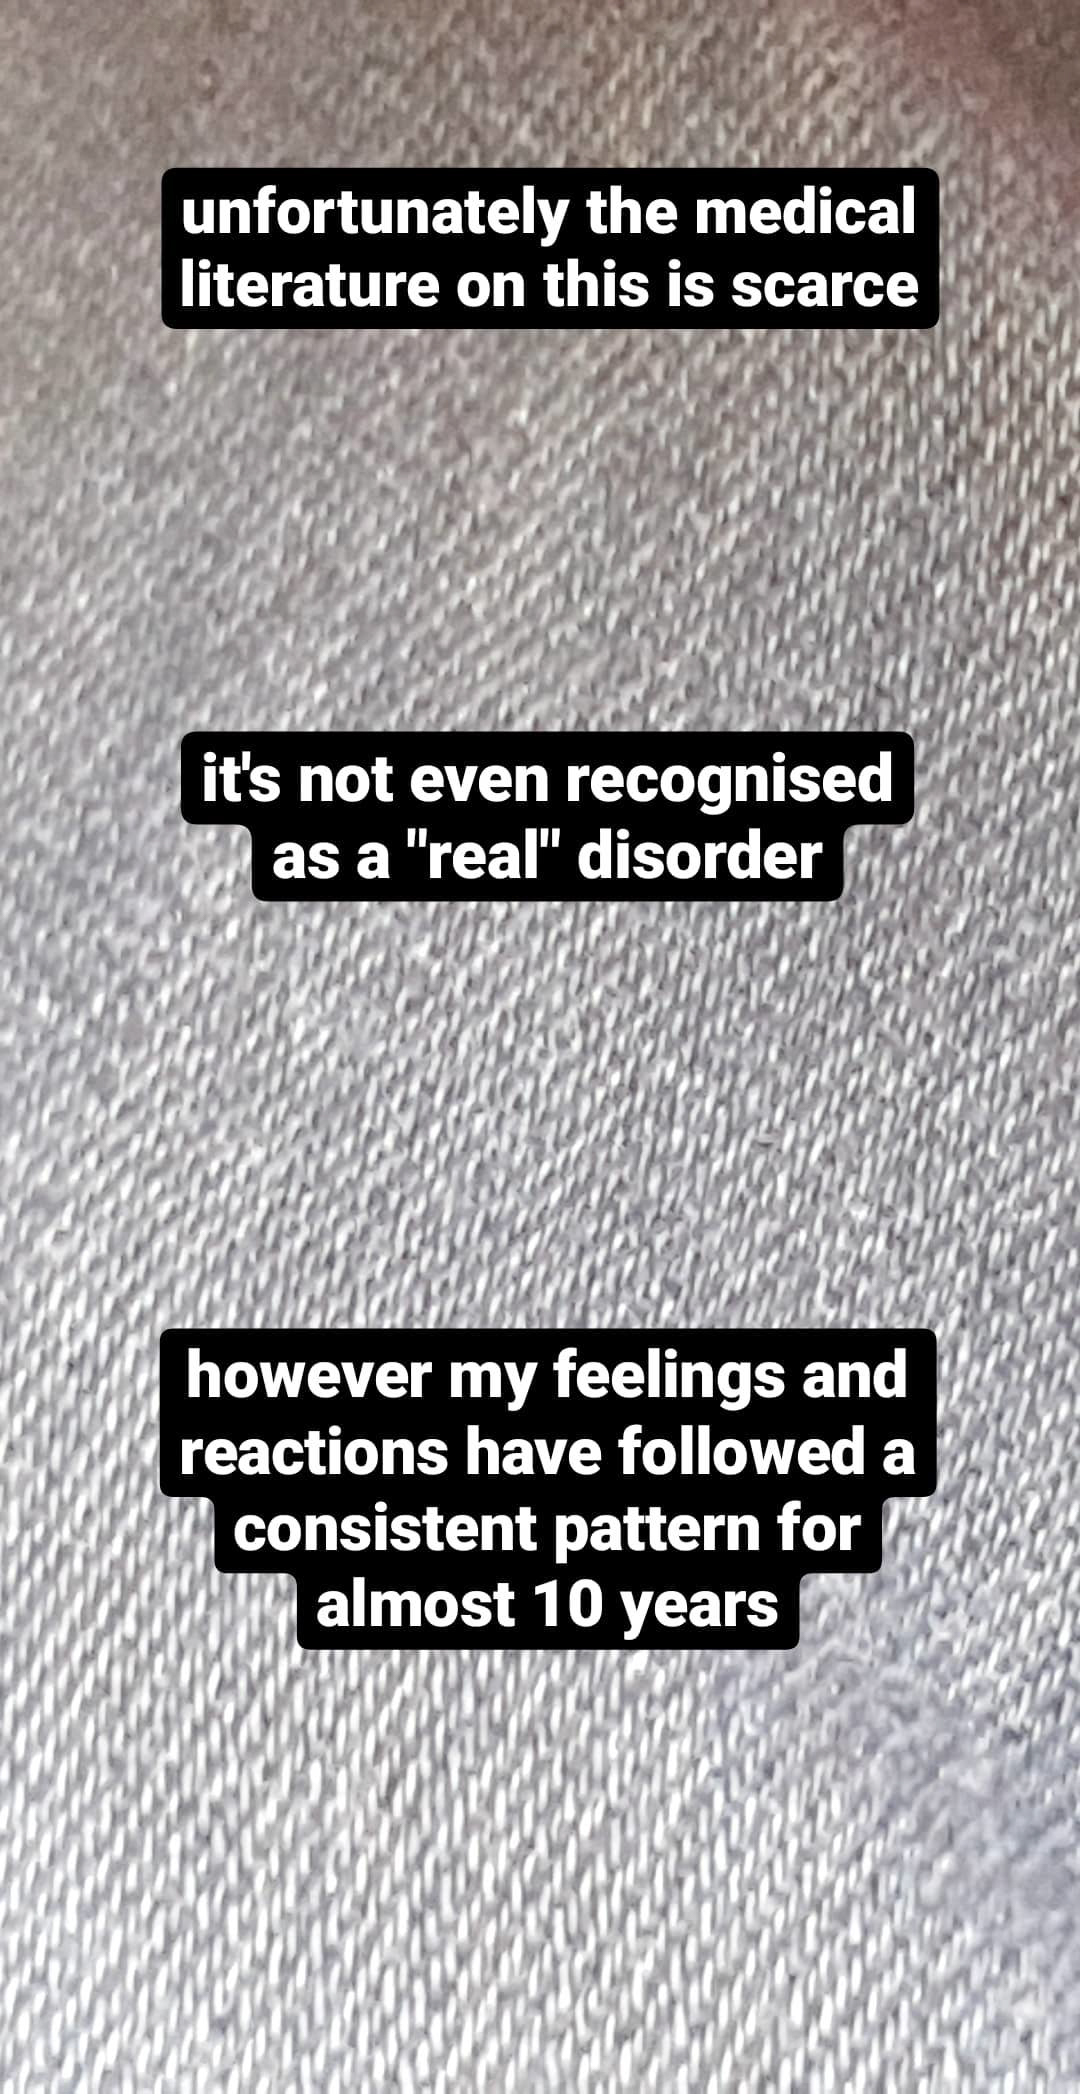 unfortunately the medical
literature on this is scarce
it's not even recognised
as a "real" disorder
however my feelings and
reactions have followed a
consistent pattern for
almost 10 years